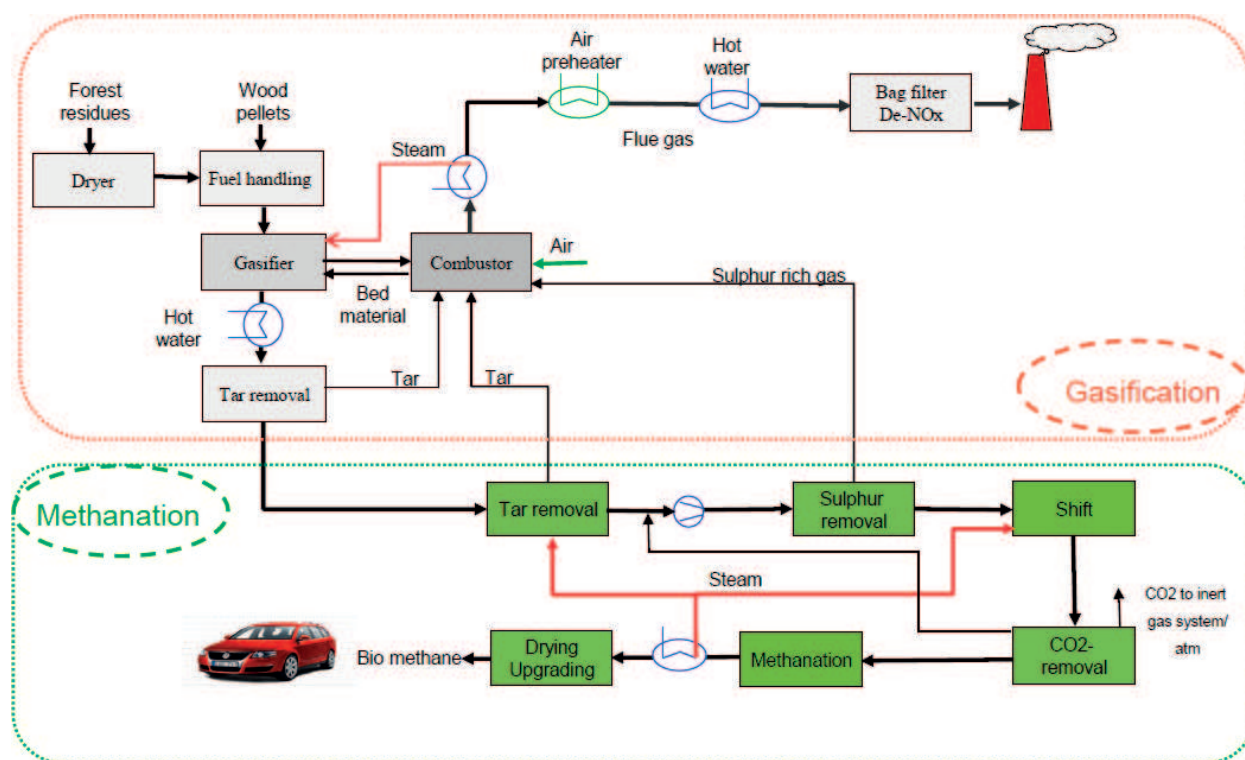 Air
preheater
Hot
water
Forest
residues
Wood
pellets
Bag filter
De-NOx
Flue gas
Steam
Dryer
Fuel handling
Gasifier
Combustor
Air
Sulphur rich gas
Bed
material
Hot
water
Tar removal
Tar
Tar
Gasification
Methanation
Tar removal
Sulphur
removal
Shift
Steam
CO2 to inert
gas system/
atm
Bio methane
Drying
Upgrading
Methanation
CO2-
removal